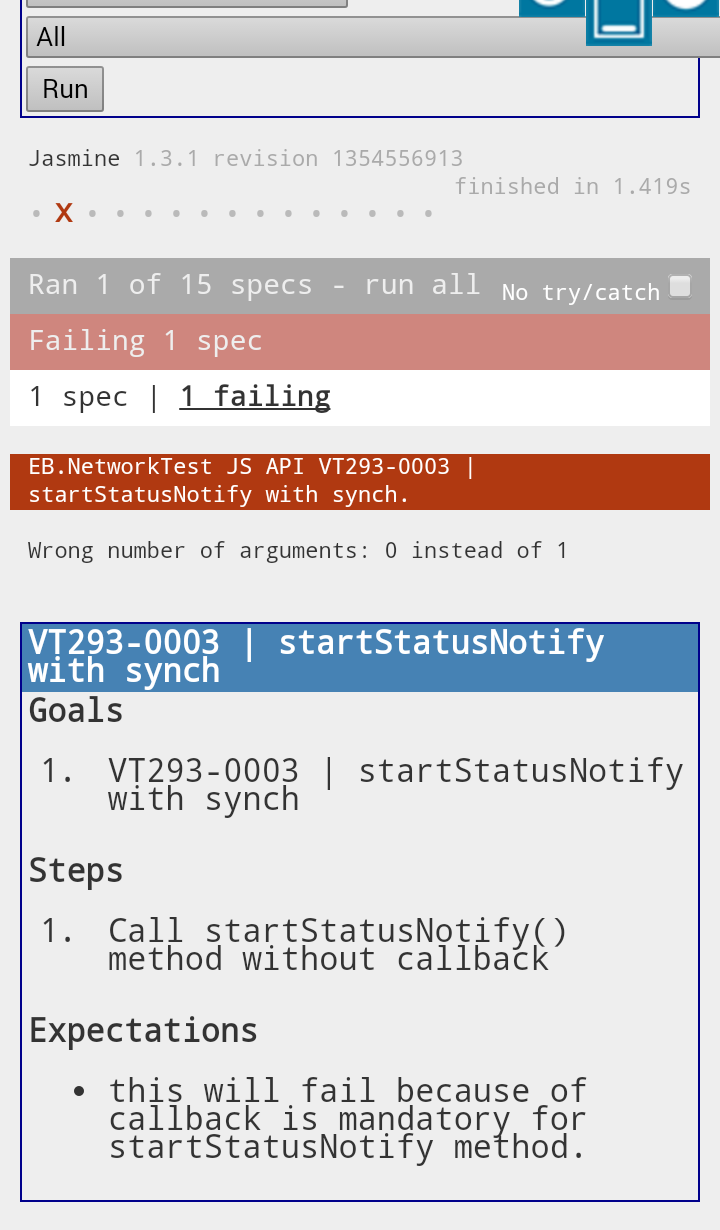 All
Run
Jasmine 1.3.1 revision 1354556913
finished in 1.419s
• X • • • • • • • • • • • • •
Ran 1 of 15 specs - run all No try/catch
Failing 1 spec
1 spec | 1 failing
EB.NetworkTest JS API VT293-0003 |
startStatusNotify with synch.
Wrong number of arguments: 0 instead of 1
VT293-0003 | startStatusNotify
with synch
Goals
1. VT293-0003 | startStatusNotify
with synch
Steps
1. Call startStatusNotify()
method without callback
Expectations
• this will fail because of
callback is mandatory for
startStatusNotify method.